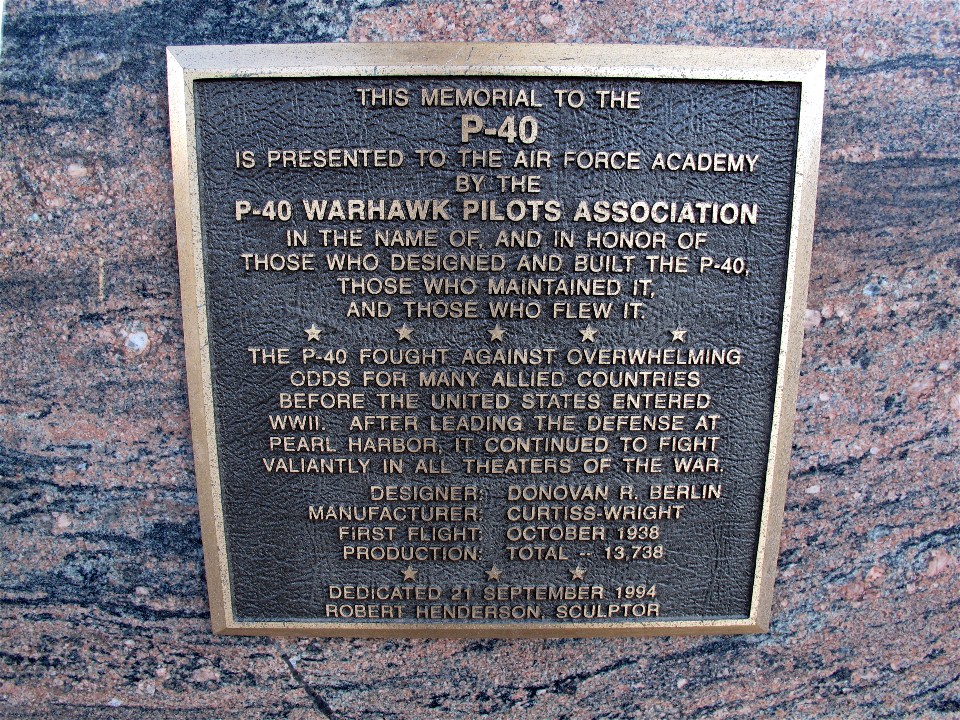 THIS MEMORIAL TO THE
P-40
IS PRESENTED TO THE AIR FORCE ACADEMY
BY THE
P-40 WARHAWK PILOTS ASSOCIATION
IN THE NAME OF, AND IN HONOR OF
THOSE WHO DESIGNED AND BUILT THE P-40,
THOSE WHO MAINTAINED IT,
AND THOSE WHO FLEW IT.
THE P-40 FOUGHT AGAINST OVERWHELMING
ODDS FOR MANY ALLIED COUNTRIES
BEFORE THE UNITED STATES ENTERED
WWII. AFTER LEADING THE DEFENSE AT
PEARL HARBOR, IT CONTINUED TO FIGHT
VALIANTLY IN ALL THEATERS OF THE WAR.
DESIGNER: DONOVAN R. BERLIN
MANUFACTURER: CURTISS-WRIGHT
FIRST FLIGHT: OCTOBER 1938
PRODUCTION: TOTAL -- 13,738
DEDICATED 21 SEPTEMBER 1994
ROBERT HENDERSON, SCULPTOR